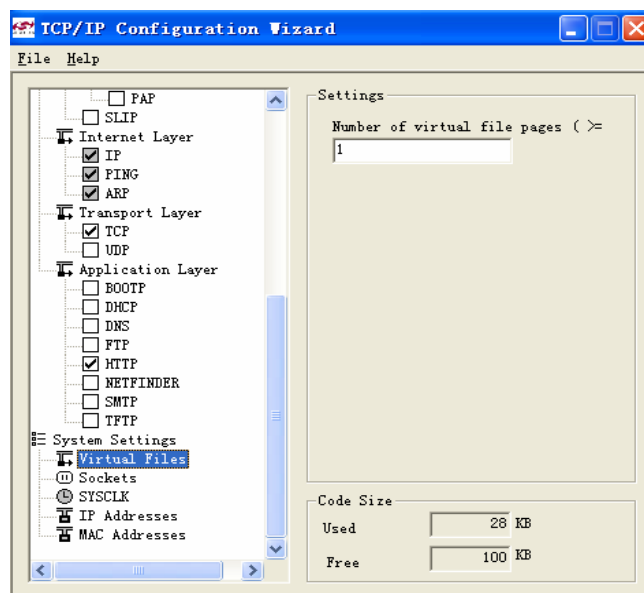 TCP/IP Configuration Wizard
File Help
PAP
SLIP
Internet Layer
IP
PING
ARP
Transport Layer
TCP
UDP
Application Layer
BOOTP
DHCP
DNS
FTP
HTTP
NETFINDER
SMTP
TFTP
System Settings
Virtual Files
Sockets
SYSCLK
IP Addresses
MAC Addresses
Settings
Number of virtual file pages ( >=
1
Code Size
Used 28 KB
Free 100 KB